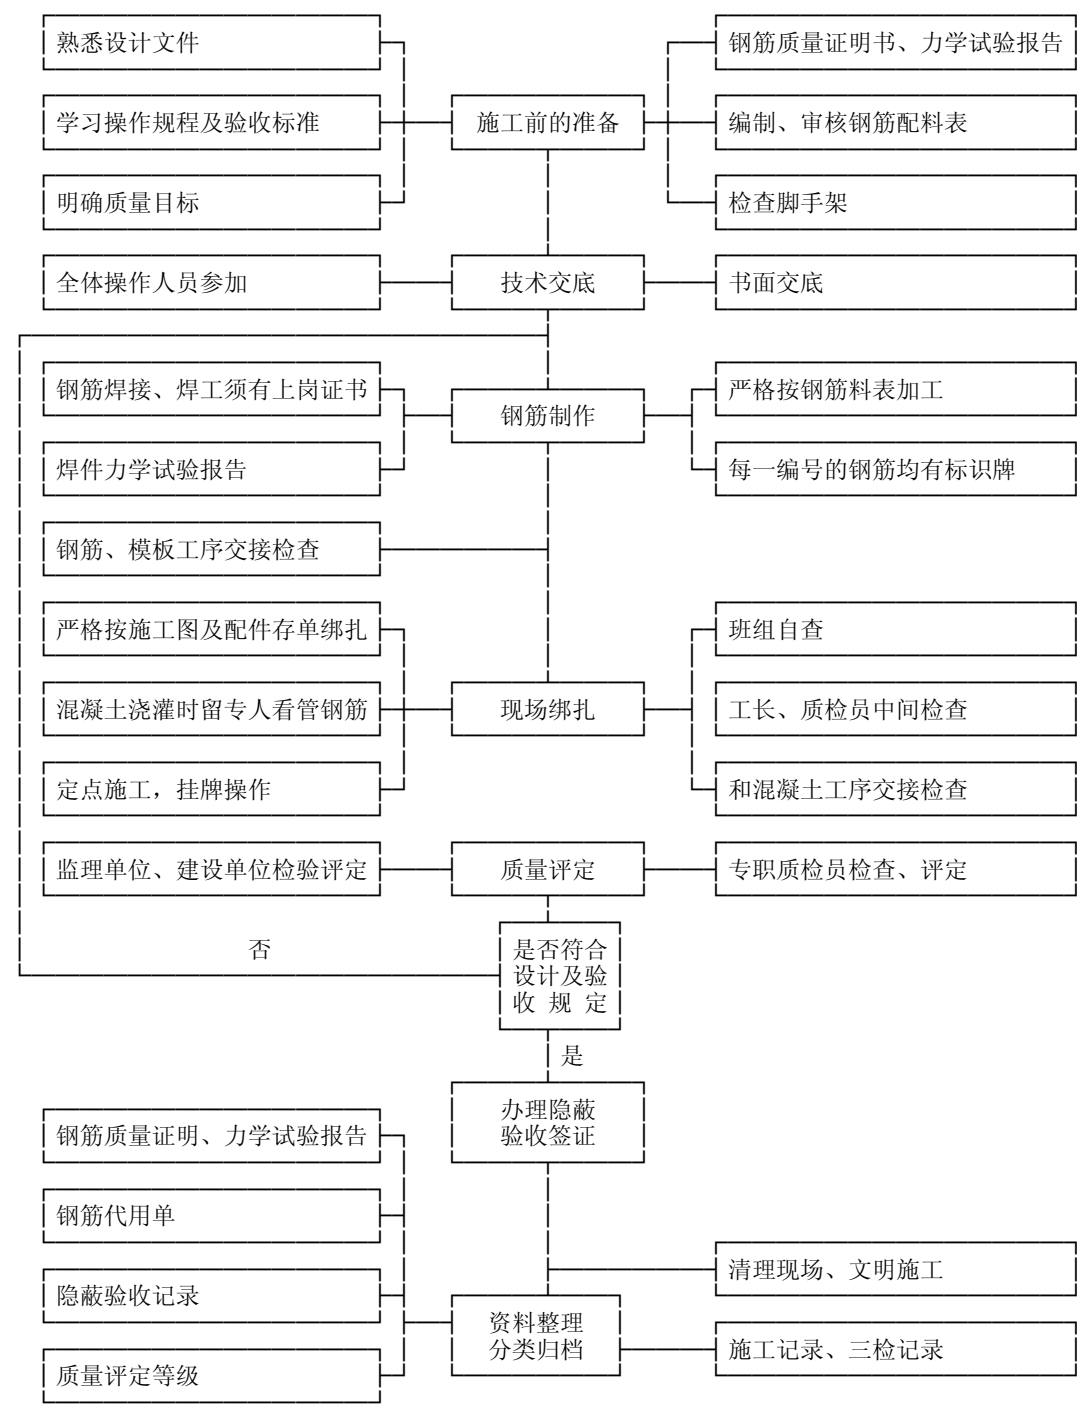 熟悉设计文件
钢筋质量证明书、力学试验报告
学习操作规程及验收标准
施工前的准备
编制、审核钢筋配料表
明确质量目标
检查脚手架
全体操作人员参加
技术交底
书面交底
钢筋焊接、焊工须有上岗证书
严格按钢筋料表加工
钢筋制作
焊件力学试验报告
每一编号的钢筋均有标识牌
钢筋、模板工序交接检查
严格按施工图及配件存单绑扎
班组自查
混凝土浇灌时留专人看管钢筋
现场绑扎
工长、质检员中间检查
定点施工，挂牌操作
和混凝土工序交接检查
监理单位、建设单位检验评定
质量评定
专职质检员检查、评定
否
是否符合
设计及验
收 规 定
是
办理隐蔽
验收签证
钢筋质量证明、力学试验报告
钢筋代用单
清理现场、文明施工
隐蔽验收记录
资料整理
分类归档
施工记录、三检记录
质量评定等级